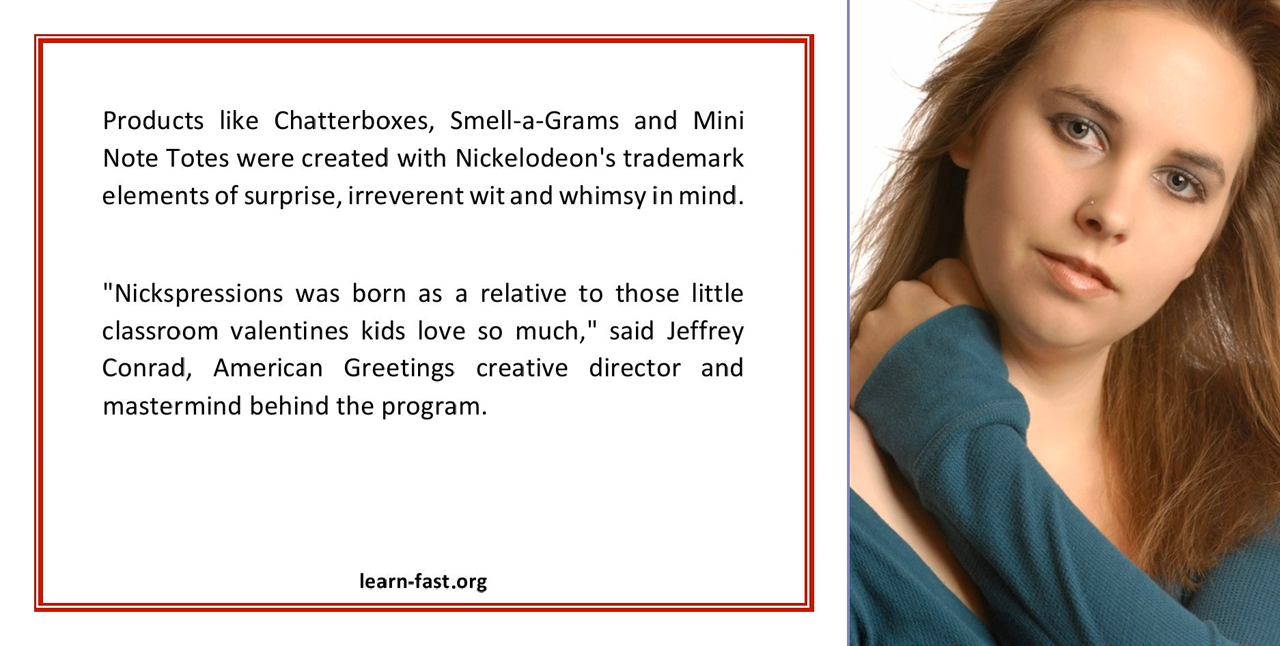 Products like Chatterboxes, Smell-a-Grams and Mini
Note Totes were created with Nickelodeon's trademark
elements of surprise, irreverent wit and whimsy in mind.
"Nickspressions was born as a relative to those little
classroom valentines kids love so much," said Jeffrey
Conrad, American Greetings creative director and
mastermind behind the program.
learn-fast.org